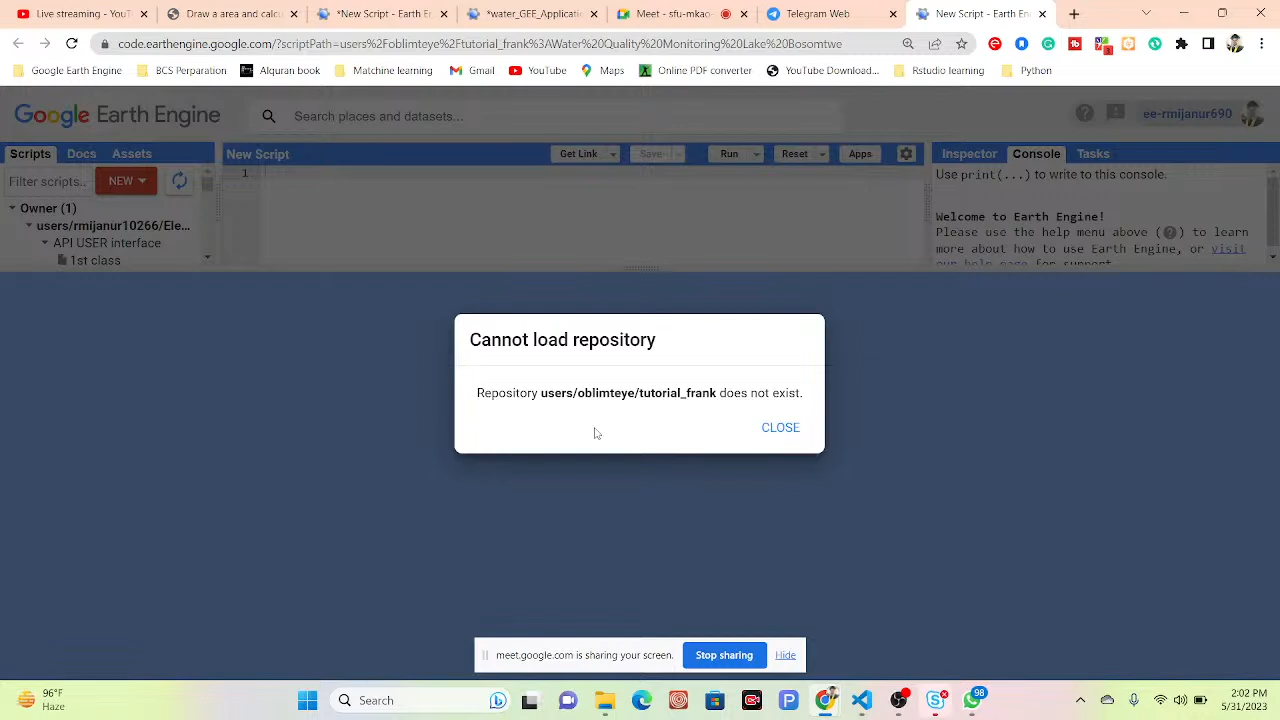 Live streaming - YouT
Draw a area and calcu
*New Script - Earth E
*water_GEE_Applicatio
Meet - sfu-mkao-
Telegram Web
New Script - Earth En
code.earthengine.google.com/?scriptPath=users
e%2Ftutorial_frank%3AWater%20Quality%20Monitoring%20Lake%20Bosomtwi
Google Earth Engine
BCS Perparation
Alquran
Matchine learning
Gmail
YouTube
Maps
Online PDF converter
YouTube Download...
Rstudio learning
Python
Google Earth Engine
Search places and datasets...
ee-rmijanur690
Scripts
Docs
Assets
New Script
Get Link
Save
Run
Reset
Apps
Inspector
Console
Tasks
Filter scripts...
NEW
1
Use print(...) to write to this console.
Owner (1)
users/rmijanur10266/Ele...
API USER interface
1st class
Welcome to Earth Engine!
Please use the help menu above (?) to learn
more about how to use Earth Engine, or visit
our help page for support.
Cannot load repository
Repository users/oblimteye/tutorial_frank does not exist.
CLOSE
meet.google.com is sharing your screen.
Stop sharing
Hide
96°F
Haze
Search
98
2:02 PM
5/31/2023